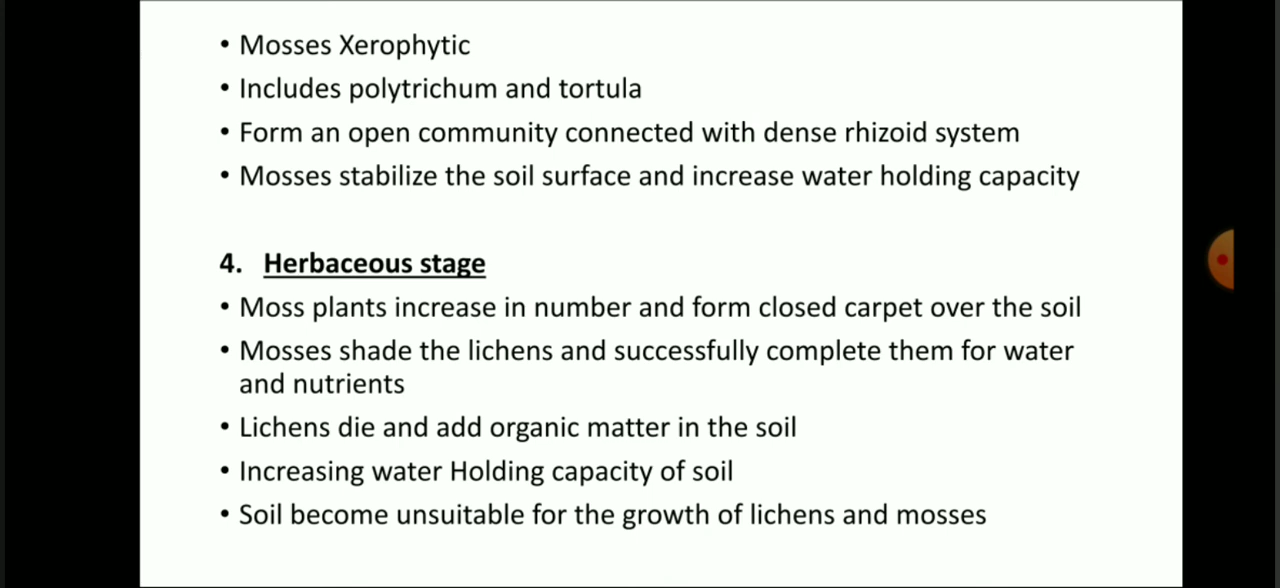 • Mosses Xerophytic
• Includes polytrichum and tortula
• Form an open community connected with dense rhizoid system
• Mosses stabilize the soil surface and increase water holding capacity
4. Herbaceous stage
• Moss plants increase in number and form closed carpet over the soil
• Mosses shade the lichens and successfully complete them for water
and nutrients
• Lichens die and add organic matter in the soil
• Increasing water Holding capacity of soil
• Soil become unsuitable for the growth of lichens and mosses